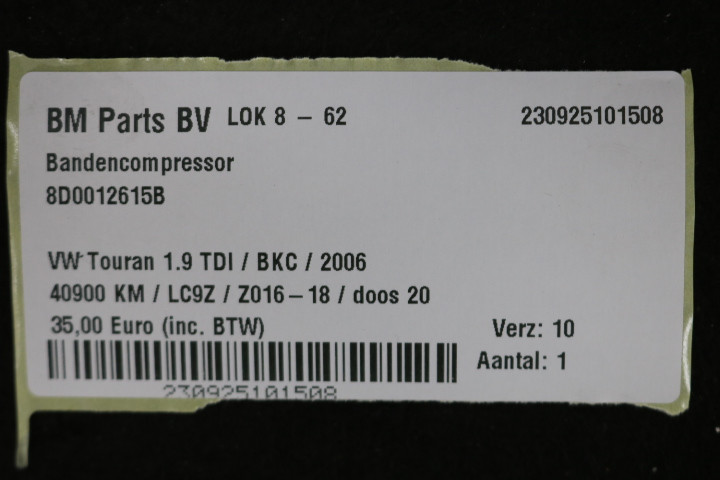 BM Parts BV LOK 8 – 62 230925101508
Bandencompressor
8D0012615B
VW Touran 1.9 TDI / BKC / 2006
40900 KM / LC9Z / Z016–18 / doos 20
35,00 Euro (inc. BTW) Verz: 10
Aantal: 1
230925101508